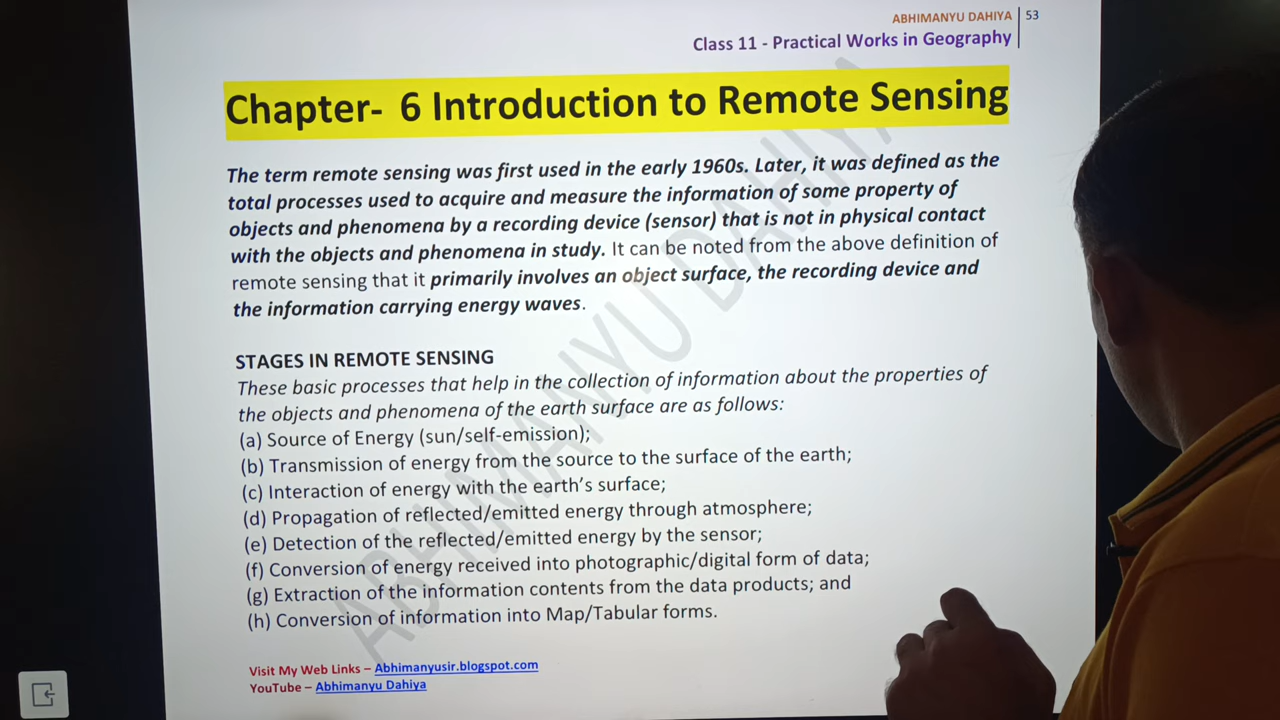 ABHIMANYU DAHIYA 53
Class 11 - Practical Works in Geography
Chapter- 6 Introduction to Remote Sensing
The term remote sensing was first used in the early 1960s. Later, it was defined as the
total processes used to acquire and measure the information of some property of
objects and phenomena by a recording device (sensor) that is not in physical contact
with the objects and phenomena in study. It can be noted from the above definition of
remote sensing that it primarily involves an object surface, the recording device and
the information carrying energy waves.
STAGES IN REMOTE SENSING
These basic processes that help in the collection of information about the properties of
the objects and phenomena of the earth surface are as follows:
(a) Source of Energy (sun/self-emission);
(b) Transmission of energy from the source to the surface of the earth;
(c) Interaction of energy with the earth’s surface;
(d) Propagation of reflected/emitted energy through atmosphere;
(e) Detection of the reflected/emitted energy by the sensor;
(f) Conversion of energy received into photographic/digital form of data;
(g) Extraction of the information contents from the data products; and
(h) Conversion of information into Map/Tabular forms.
Visit My Web Links – Abhimanyusir.blogspot.com
YouTube – Abhimanyu Dahiya
ABHIMANYU DAHIYA